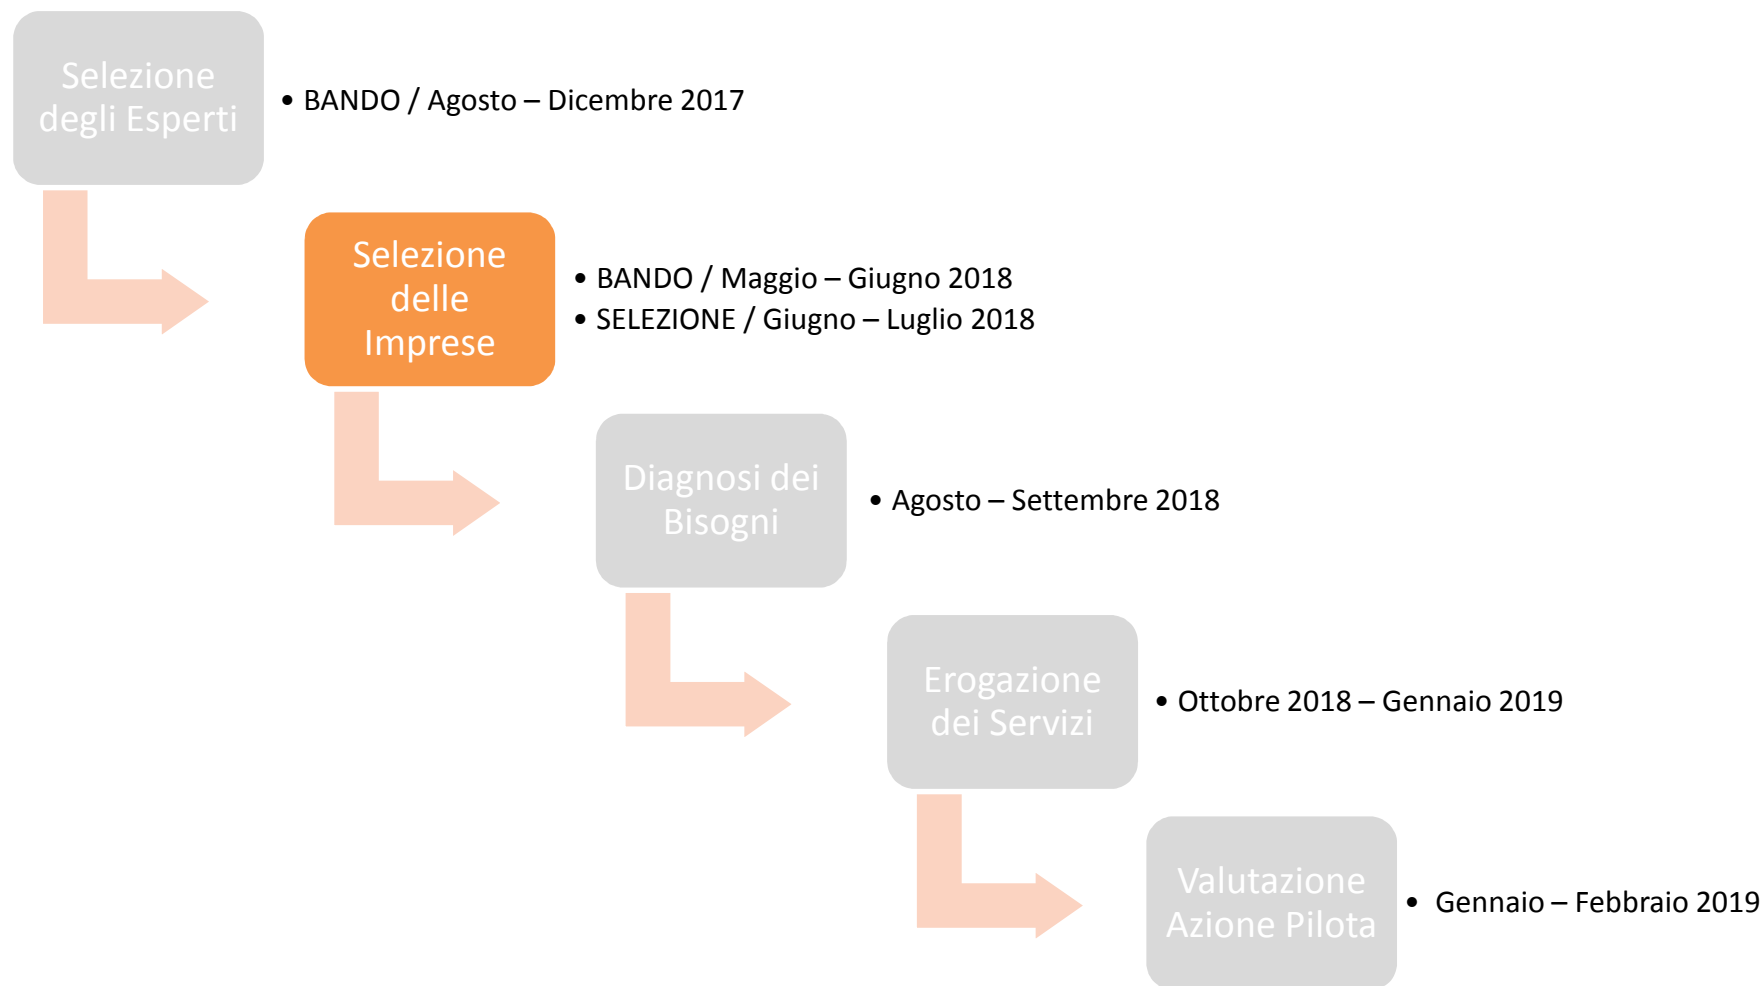 Selezione
degli Esperti
• BANDO / Agosto – Dicembre 2017
Selezione
delle
Imprese
• BANDO / Maggio – Giugno 2018
• SELEZIONE / Giugno – Luglio 2018
Diagnosi dei
Bisogni
• Agosto – Settembre 2018
Erogazione
dei Servizi
• Ottobre 2018 – Gennaio 2019
Valutazione
Azione Pilota
• Gennaio – Febbraio 2019